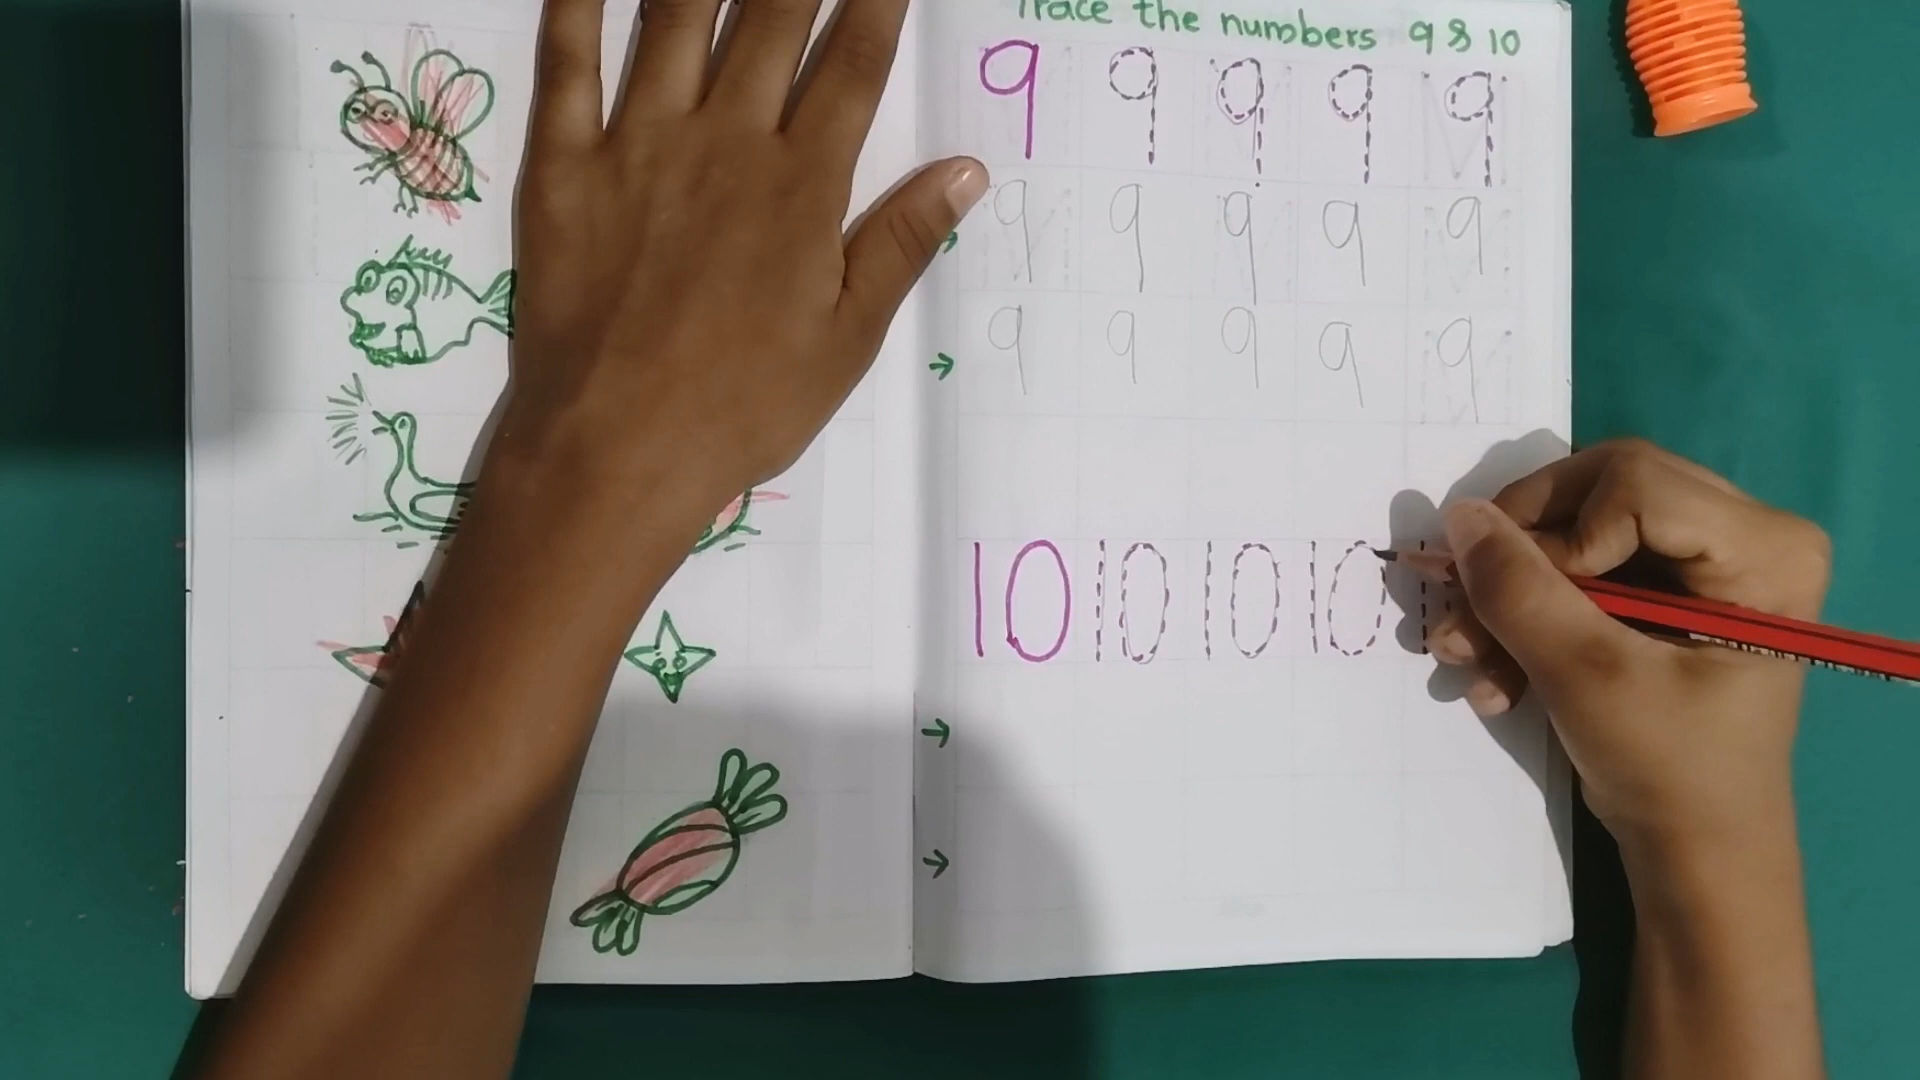 Trace the numbers 9 & 10
9 9 9 9 9
→ 9 9 9 9 9
→ 9 9 9 9 9
10 10 10 10
→
→